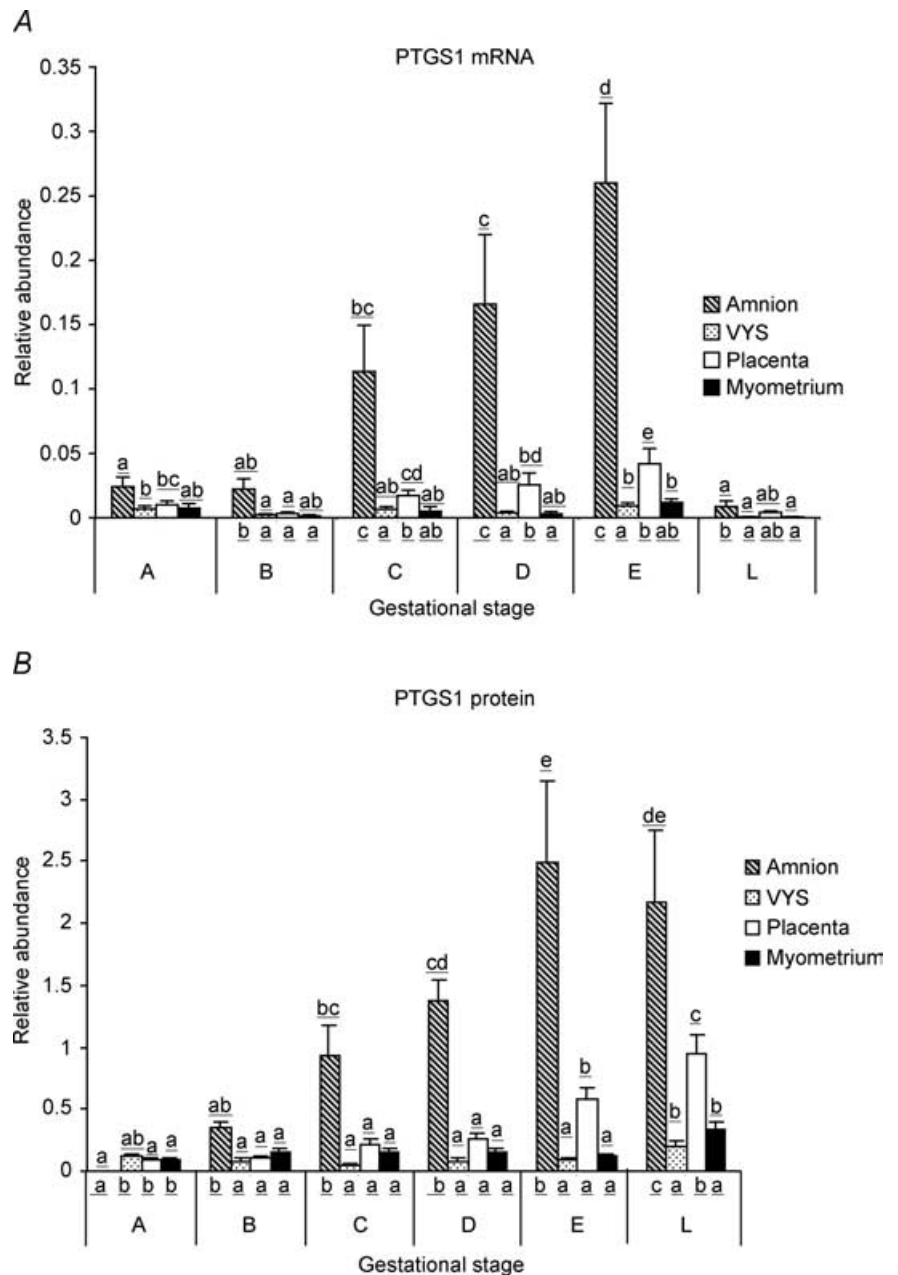 A
PTGS1 mRNA
0.35
0.3
0.25
0.2
0.15
0.1
0.05
0
Relative abundance
a b bc ab
ab a a ab
bc ab cd ab
c ab bd ab
d b e b
a a ab a
Amnion
VYS
Placenta
Myometrium
b a a a
c a b ab
c a b a
c a b ab
b a ab a
A B C D E L
Gestational stage
B
PTGS1 protein
3.5
3
2.5
2
1.5
1
0.5
0
Relative abundance
a ab a a
ab a a a
bc a a a
cd a a a
e a b a
de b c b
Amnion
VYS
Placenta
Myometrium
a b b b
b a a a
b a a a
b a a a
b a a a
c a b a
A B C D E L
Gestational stage